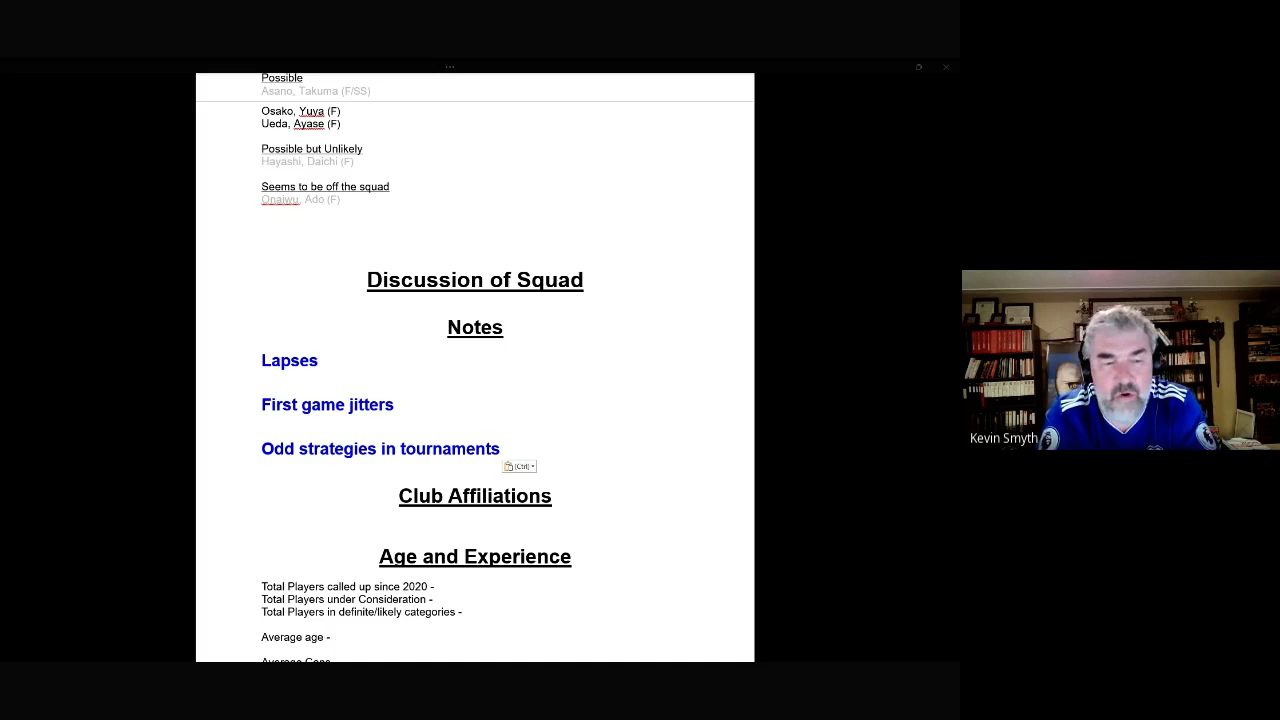 Possible
Asano, Takuma (F/SS)
Osako, Yuya (F)
Ueda, Ayase (F)
Possible but Unlikely
Hayashi, Daichi (F)
Seems to be off the squad
Onaiwu, Ado (F)
Discussion of Squad
Notes
Lapses
First game jitters
Odd strategies in tournaments
(Ctrl)
Club Affiliations
Age and Experience
Total Players called up since 2020 -
Total Players under Consideration -
Total Players in definite/likely categories -
Average age -
Average Caps
Kevin Smyth